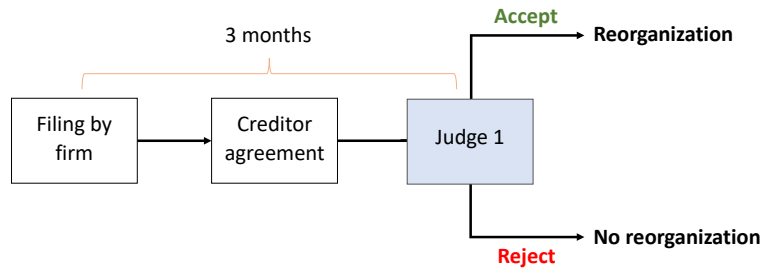 3 months
Filing by
firm
Creditor
agreement
Judge 1
Accept
Reorganization
Reject
No reorganization